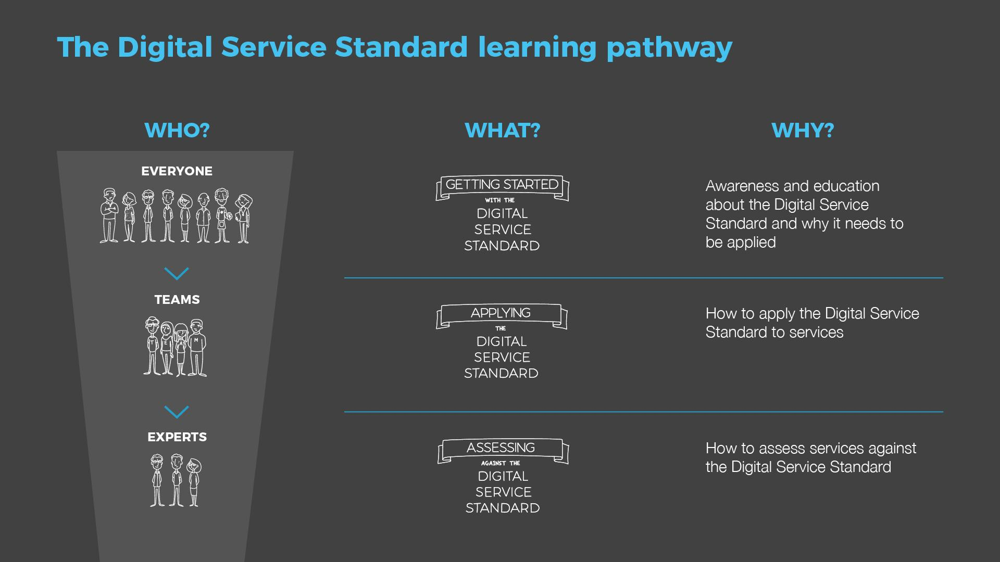 The Digital Service Standard learning pathway
WHO?
WHAT?
WHY?
EVERYONE
GETTING STARTED
WITH THE
DIGITAL
SERVICE
STANDARD
Awareness and education
about the Digital Service
Standard and why it needs to
be applied
TEAMS
T E A M
APPLYING
THE
DIGITAL
SERVICE
STANDARD
How to apply the Digital Service
Standard to services
EXPERTS
ASSESSING
AGAINST THE
DIGITAL
SERVICE
STANDARD
How to assess services against
the Digital Service Standard